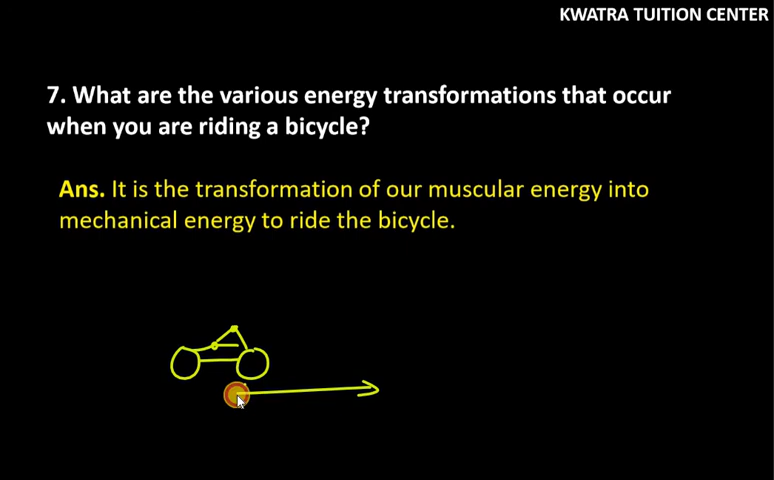 KWATRA TUITION CENTER
7. What are the various energy transformations that occur
when you are riding a bicycle?
Ans. It is the transformation of our muscular energy into
mechanical energy to ride the bicycle.